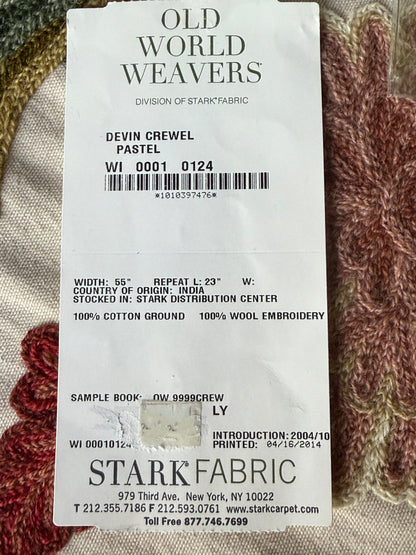 OLD
WORLD
WEAVERS
DIVISION OF STARK FABRIC
DEVIN CREWEL
PASTEL
WI 0001 0124
*1010397476*
WIDTH: 55" REPEAT L: 23" W:
COUNTRY OF ORIGIN: INDIA
STOCKED IN: STARK DISTRIBUTION CENTER
100% COTTON GROUND 100% WOOL EMBROIDERY
SAMPLE BOOK: OW 9999CREW
LY
INTRODUCTION: 2004/10
WI 00010124 PRINTED: 04/16/2014
STARK FABRIC
979 Third Ave. New York, NY 10022
T 212.355.7186 F 212.593.0761 www.starkcarpet.com
Toll Free 877.746.7699